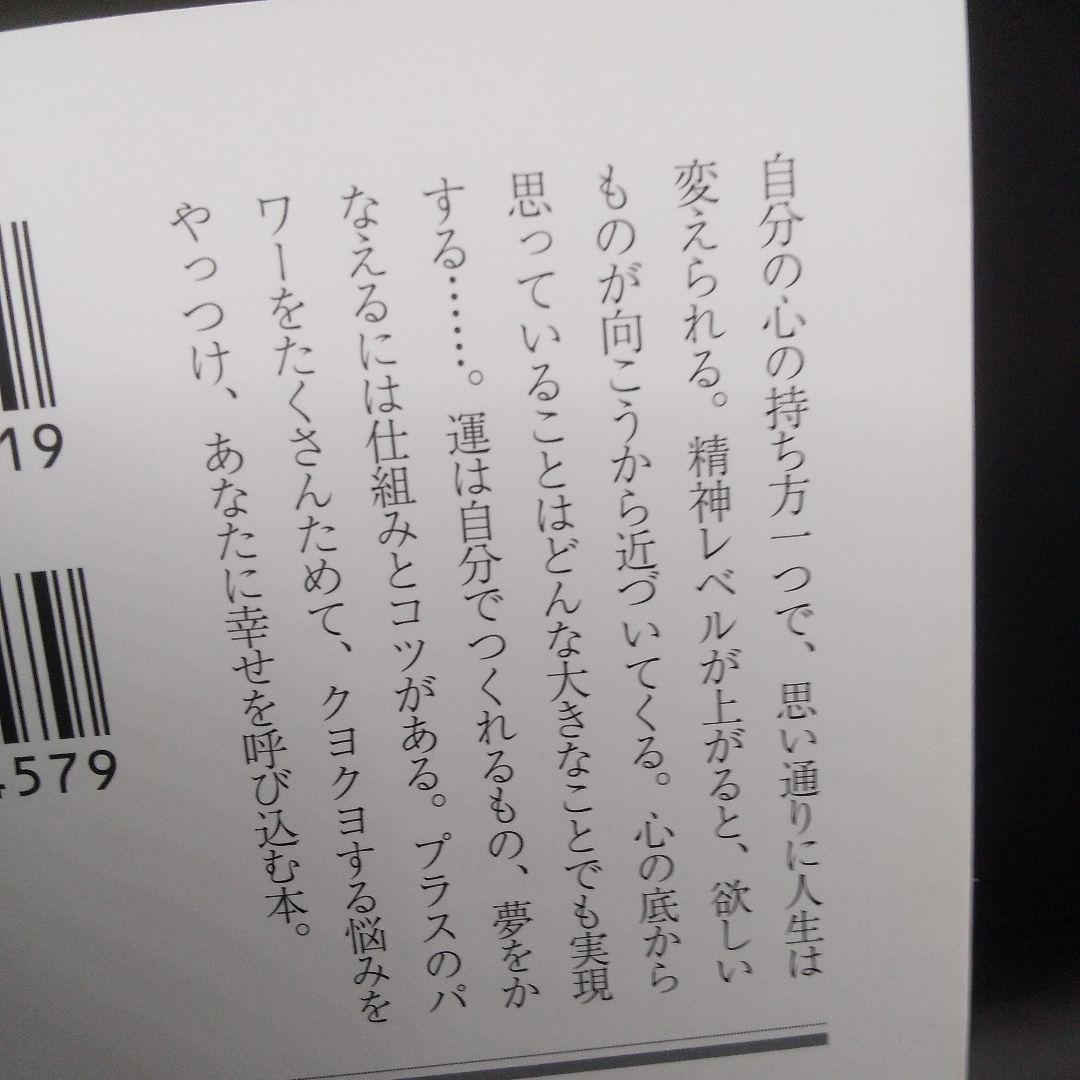 自分の心の持ち方一つで、思い通りに人生は
変えられる。精神レベルが上がると、欲しい
ものが向こうから近づいてくる。心の底から
思っていることはどんな大きなことでも実現
する……。運は自分でつくれるもの、夢をか
なえるには仕組みとコツがある。プラスのパ
ワーをたくさんためて、クヨクヨする悩みを
やっつけ、あなたに幸せを呼び込む本。
19
4579